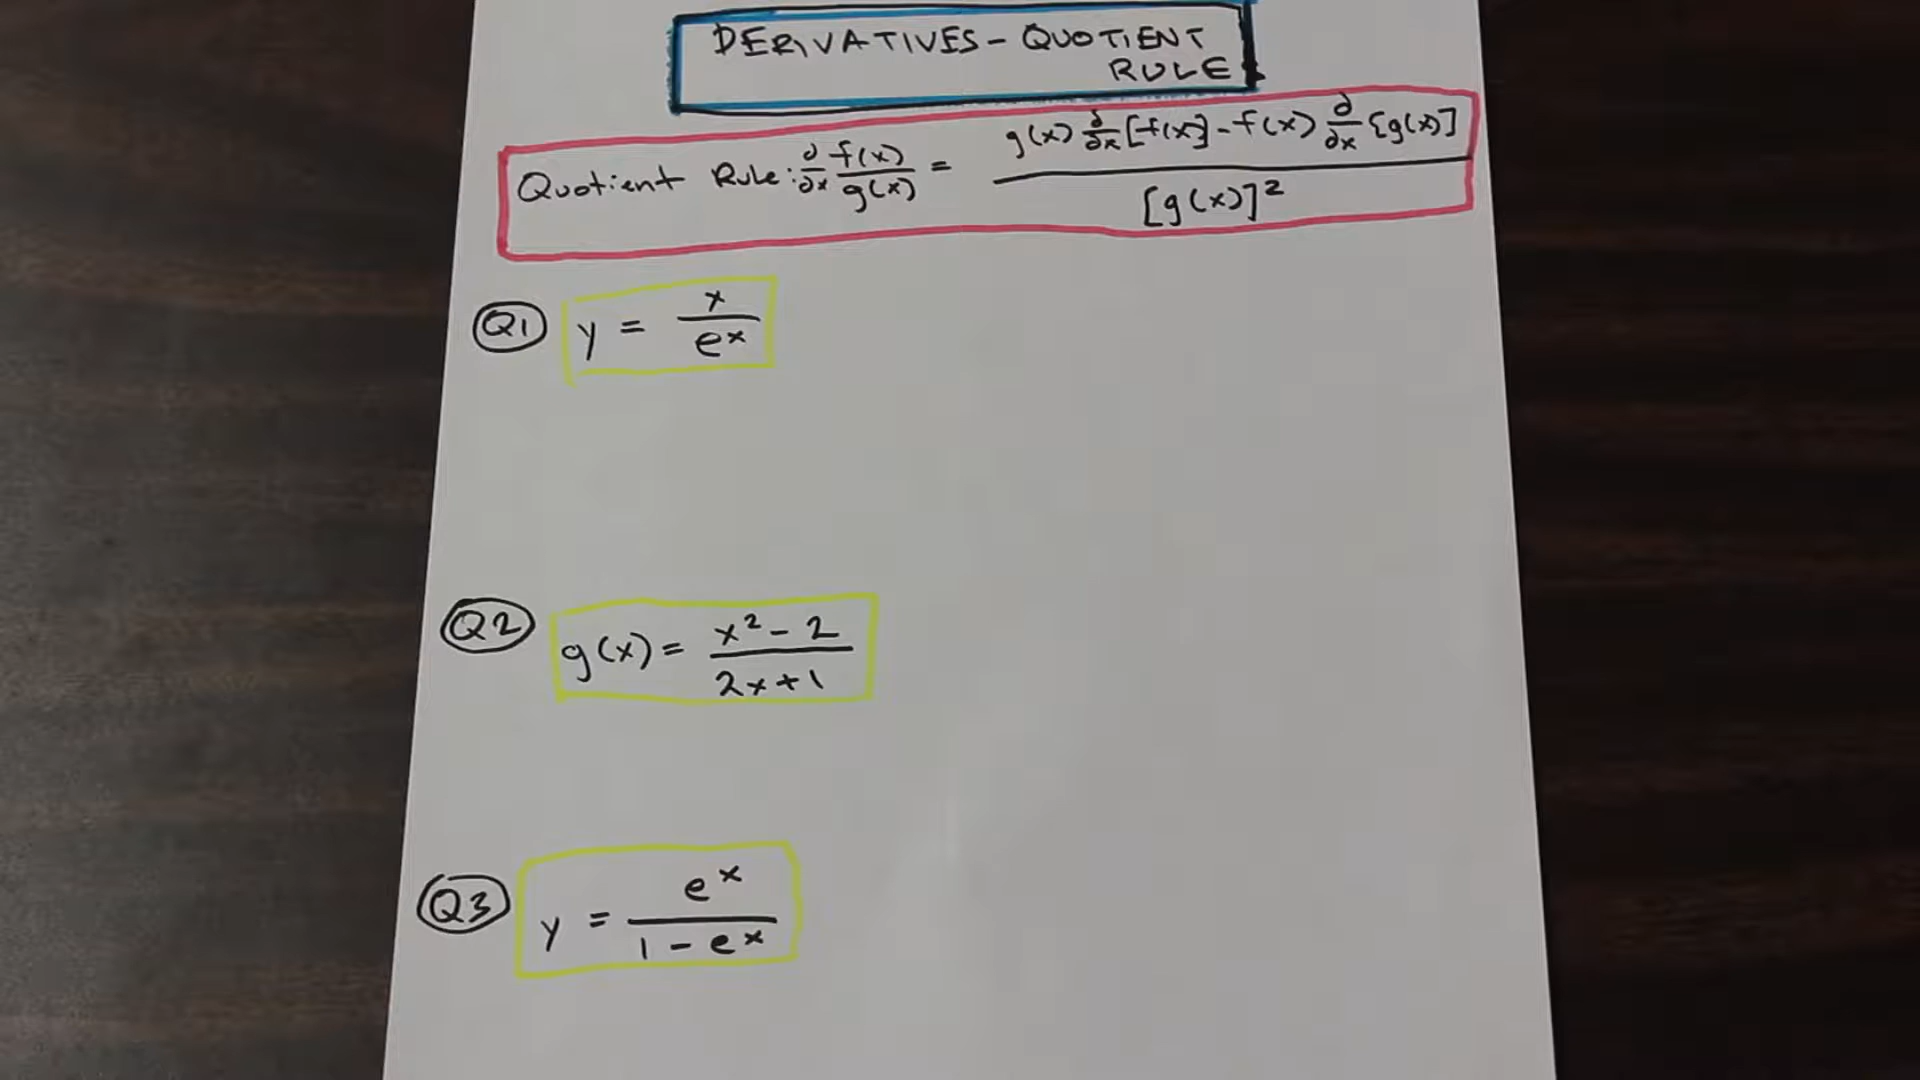 DERIVATIVES - QUOTIENT
RULE
Quotient Rule: ∂/∂x f(x)/g(x) = g(x) ∂/∂x [f(x)] - f(x) ∂/∂x [g(x)] / [g(x)]²
Q1 y = x/eˣ
Q2 g(x) = x² - 2 / 2x + 1
Q3 y = eˣ / 1 - eˣ